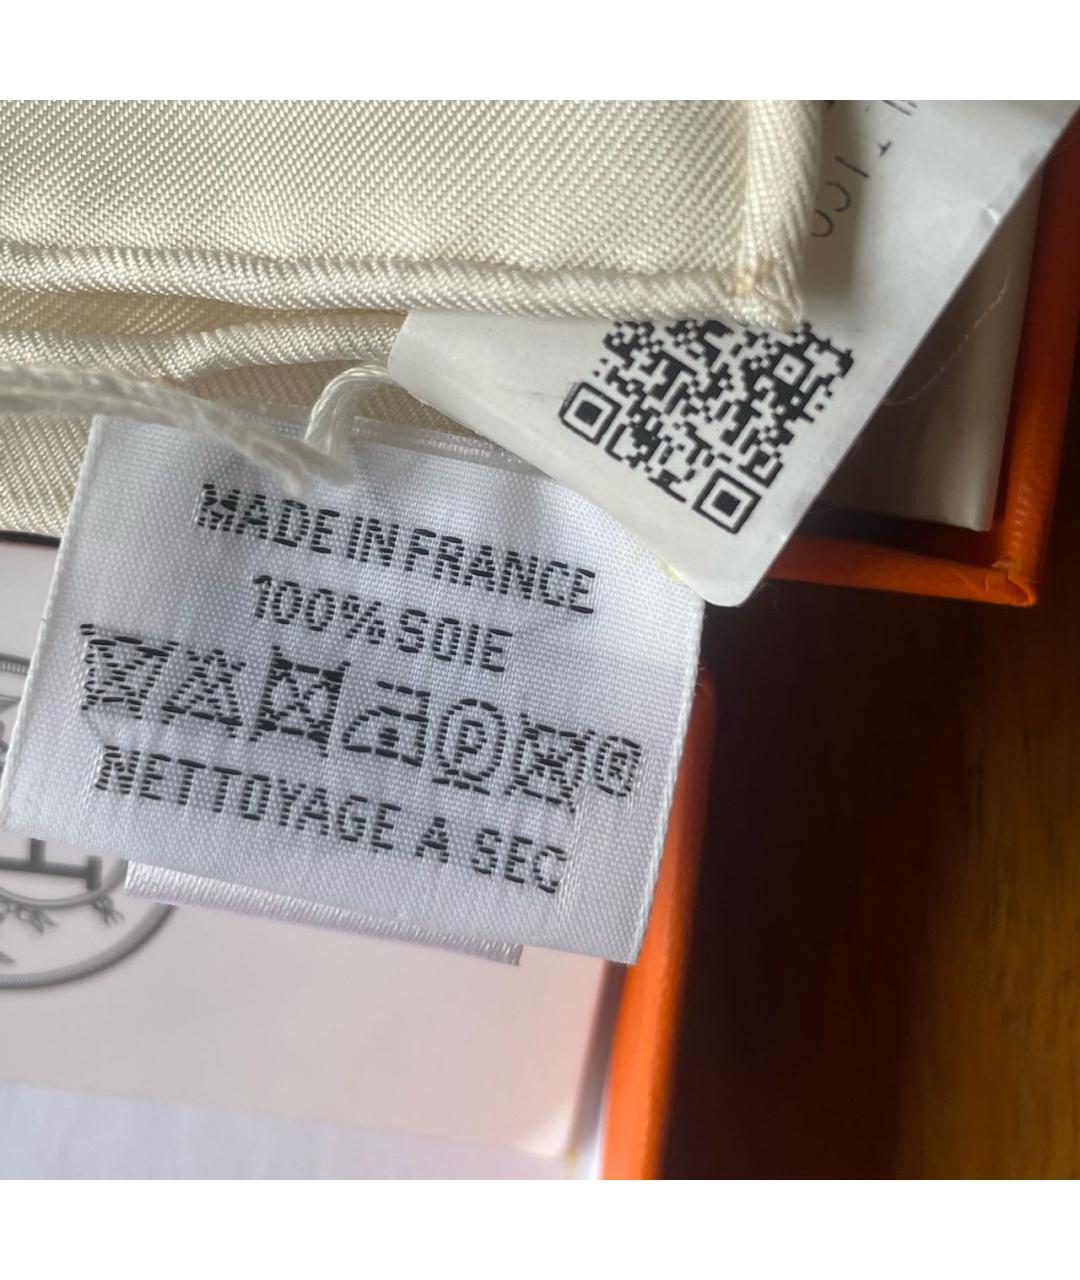 MADE IN FRANCE
100% SOIE
P ®
NETTOYAGE A SEC